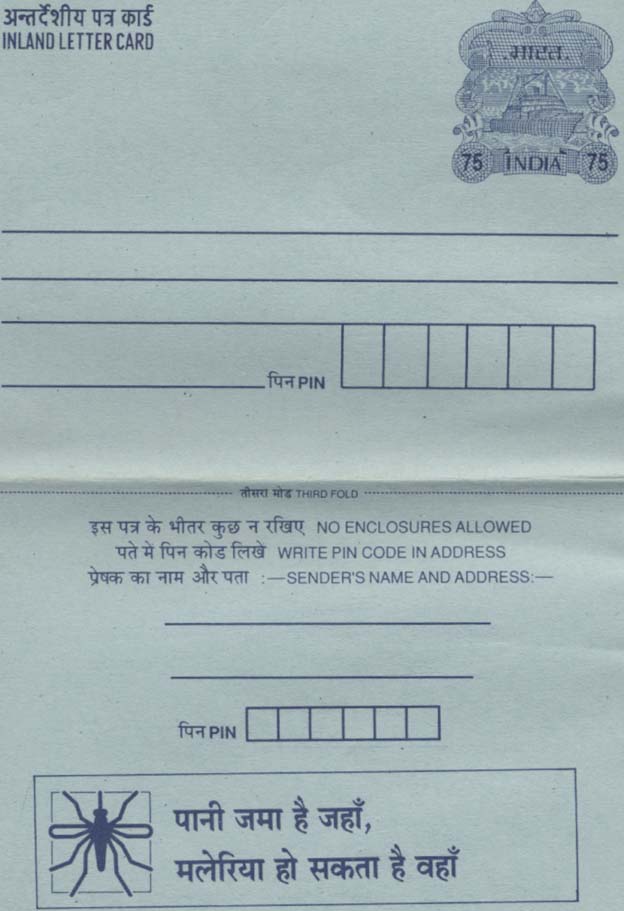 अन्तर्देशीय पत्र कार्ड
INLAND LETTER CARD
.भारत.
75 INDIA 75
पिन PIN
तीसरा मोड THIRD FOLD
इस पत्र के भीतर कुछ न रखिए NO ENCLOSURES ALLOWED
पते में पिन कोड लिखे WRITE PIN CODE IN ADDRESS
प्रेषक का नाम और पता :—SENDER'S NAME AND ADDRESS:—
पिन PIN
पानी जमा है जहाँ,
मलेरिया हो सकता है वहाँ